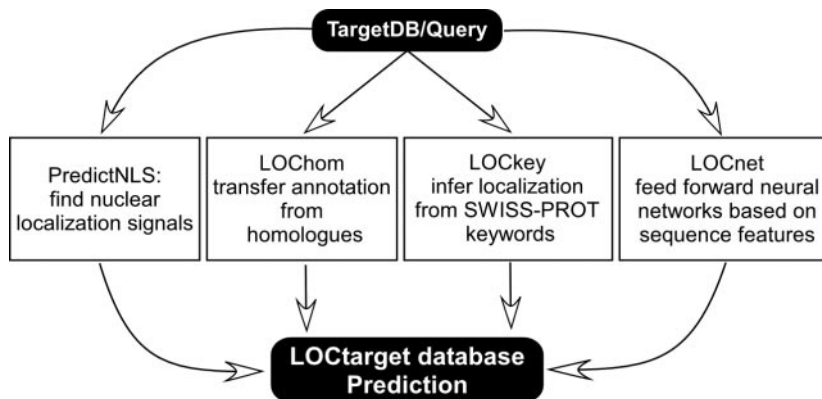 TargetDB/Query
PredictNLS:
find nuclear
localization signals
LOChom
transfer annotation
from
homologues
LOCkey
infer localization
from SWISS-PROT
keywords
LOCnet
feed forward neural
networks based on
sequence features
LOCtarget database
Prediction